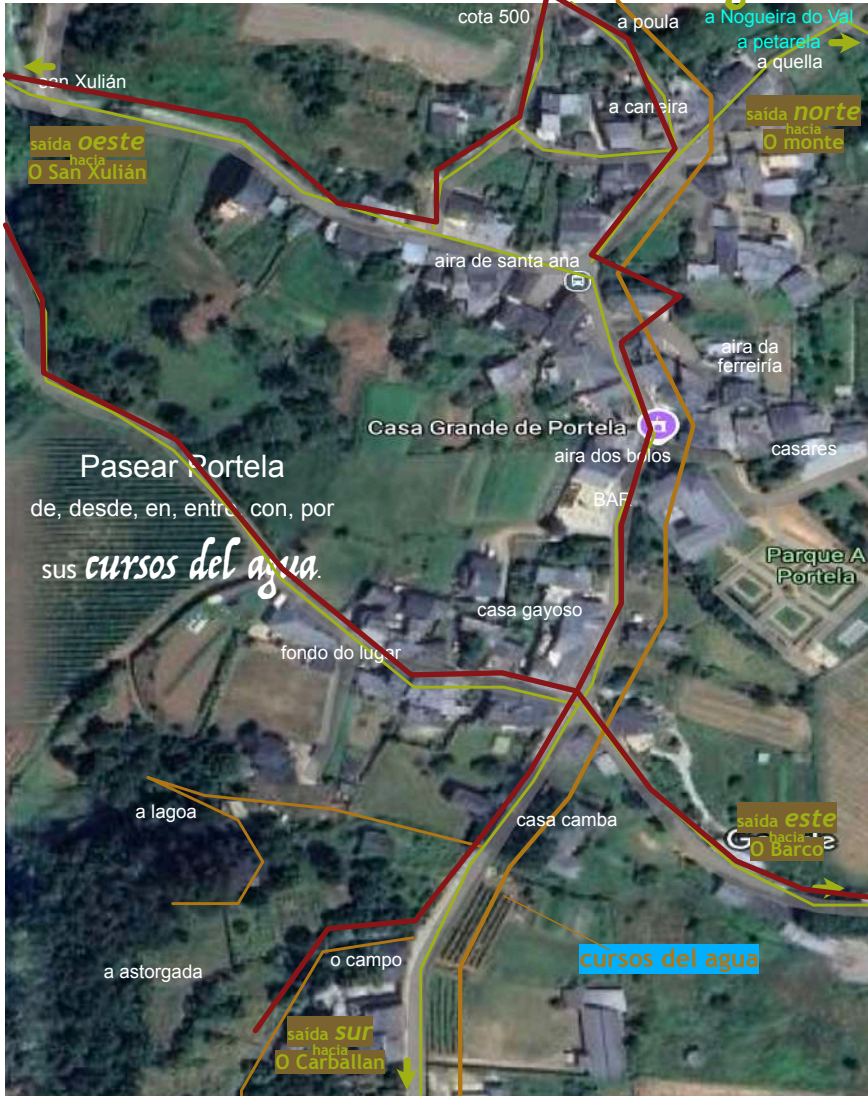 cota 500
a poula
a Nogueira do Val
a petarela
a quella
san Xulián
a carreira
saída oeste
hacia
O San Xulián
saída norte
hacia
O monte
aira de santa ana
aira da
ferreiría
Casa Grande de Portela
aira dos bolos
casares
Pasear Portela
de, desde, en, entre, con, por
sus cursos del agua.
BAR
Parque A
Portela
casa gayoso
fondo do lugar
a lagoa
casa camba
saída este
hacia
O Barco
a astorgada
o campo
cursos del agua
saída sur
hacia
O Carballan